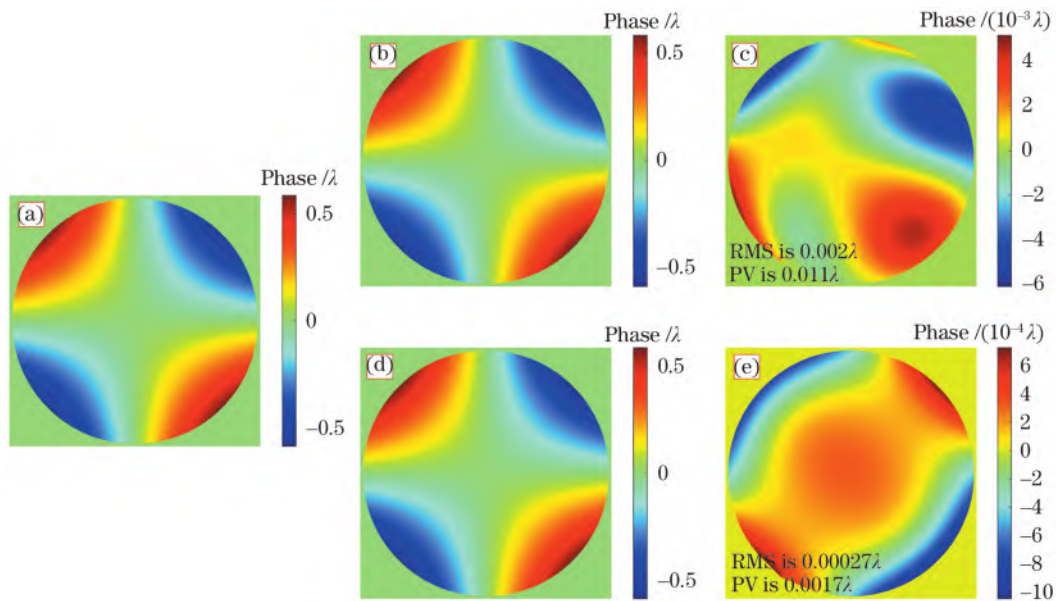 Phase /λ
(a)
0.5
0
−0.5
Phase /λ
(b)
0.5
0
−0.5
Phase /(10⁻³ λ)
(c)
4
2
0
−2
−4
−6
RMS is 0.002λ
PV is 0.011λ
Phase /λ
(d)
0.5
0
−0.5
Phase /(10⁻⁴ λ)
(e)
6
4
2
0
−2
−4
−6
−8
−10
RMS is 0.00027λ
PV is 0.0017λ